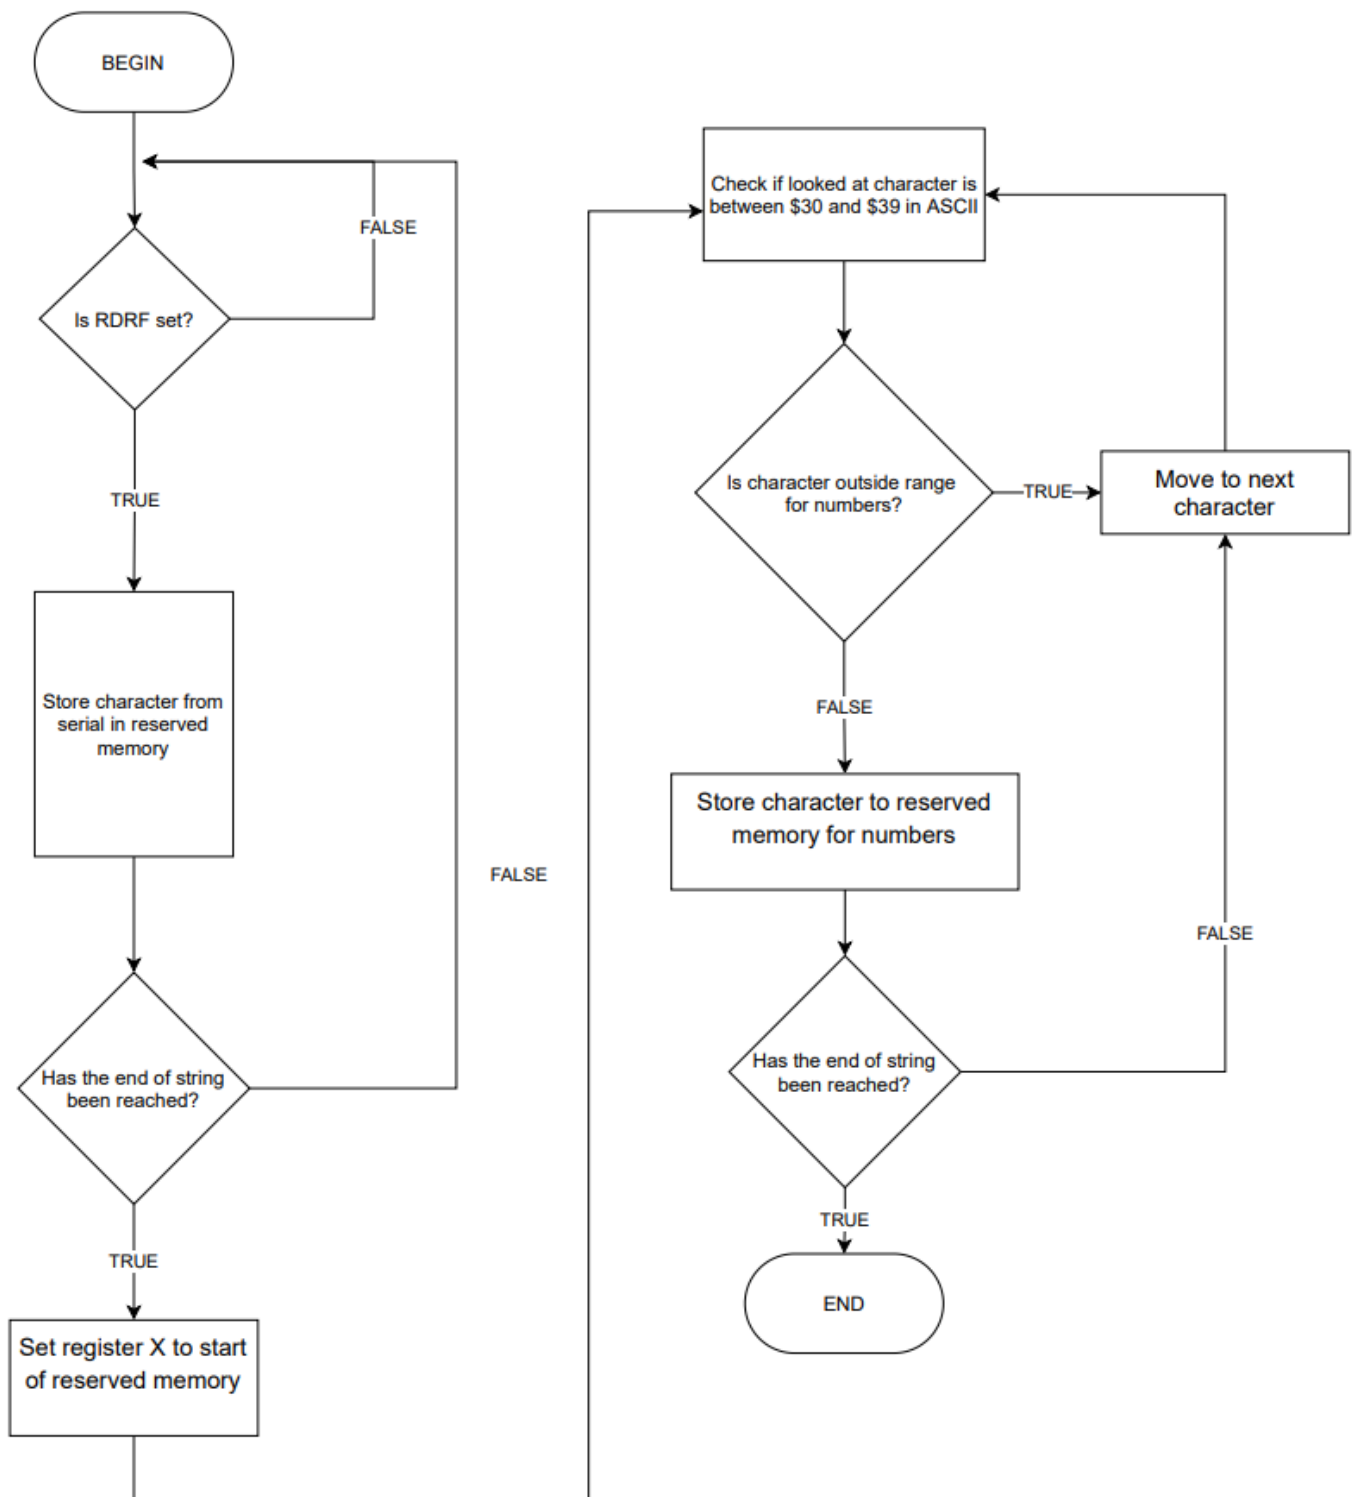 BEGIN
FALSE
Is RDRF set?
TRUE
Store character from
serial in reserved
memory
FALSE
Has the end of string
been reached?
TRUE
Set register X to start
of reserved memory
Check if looked at character is
between $30 and $39 in ASCII
Is character outside range
for numbers?
TRUE
Move to next
character
FALSE
Store character to reserved
memory for numbers
FALSE
Has the end of string
been reached?
TRUE
END